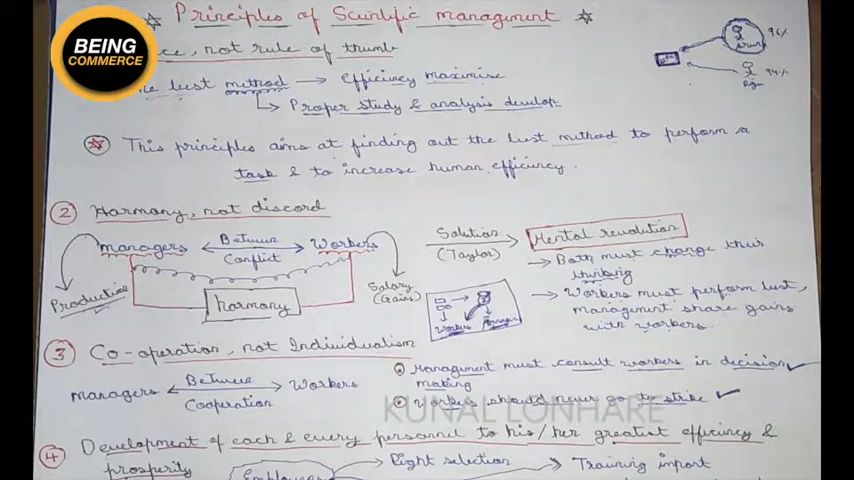 Principles of Scientific management
BEING
COMMERCE
not rule of thumb
best method → efficiency maximise
→ Proper study & analysis develop
96%
94%
This principles aims at finding out the best method to perform a
task & to increase human efficiency.
② Harmony, not discord
managers Between Workers
Conflict
Production
harmony
Salary
(Gains)
Solution
(Taylor)
Mental revolution
→ Both must change their
thinking
→ Workers must perform best,
management share gains
with workers.
Workers Manager
③ Co-operation, not Individualism
Managers Between Workers
Cooperation
Management must consult workers in decision
making
Workers should never go to strike
KUNAL LONHARE
④ Development of each & every personnel to his/her greatest efficiency &
prosperity
Employees
Right selection → Training import